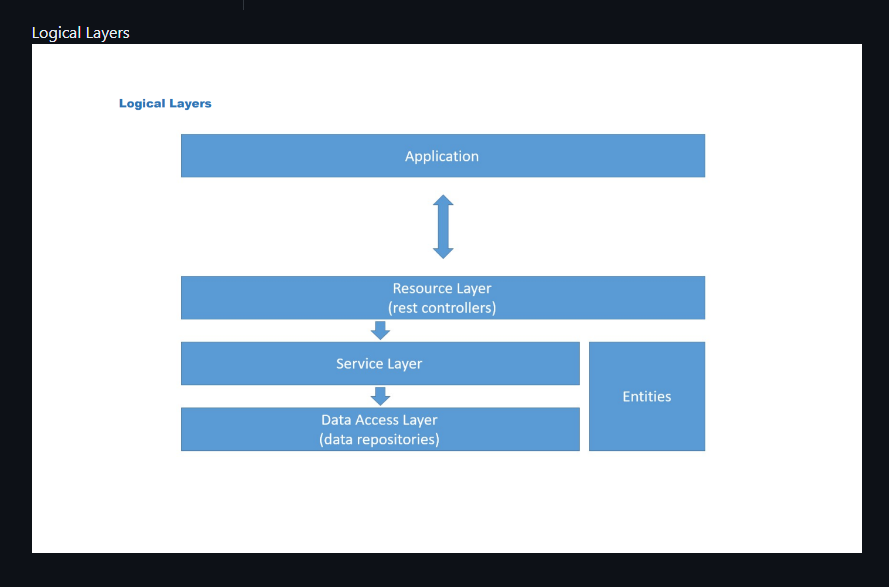 Logical Layers
Logical Layers
Application
Resource Layer
(rest controllers)
Service Layer
Entities
Data Access Layer
(data repositories)